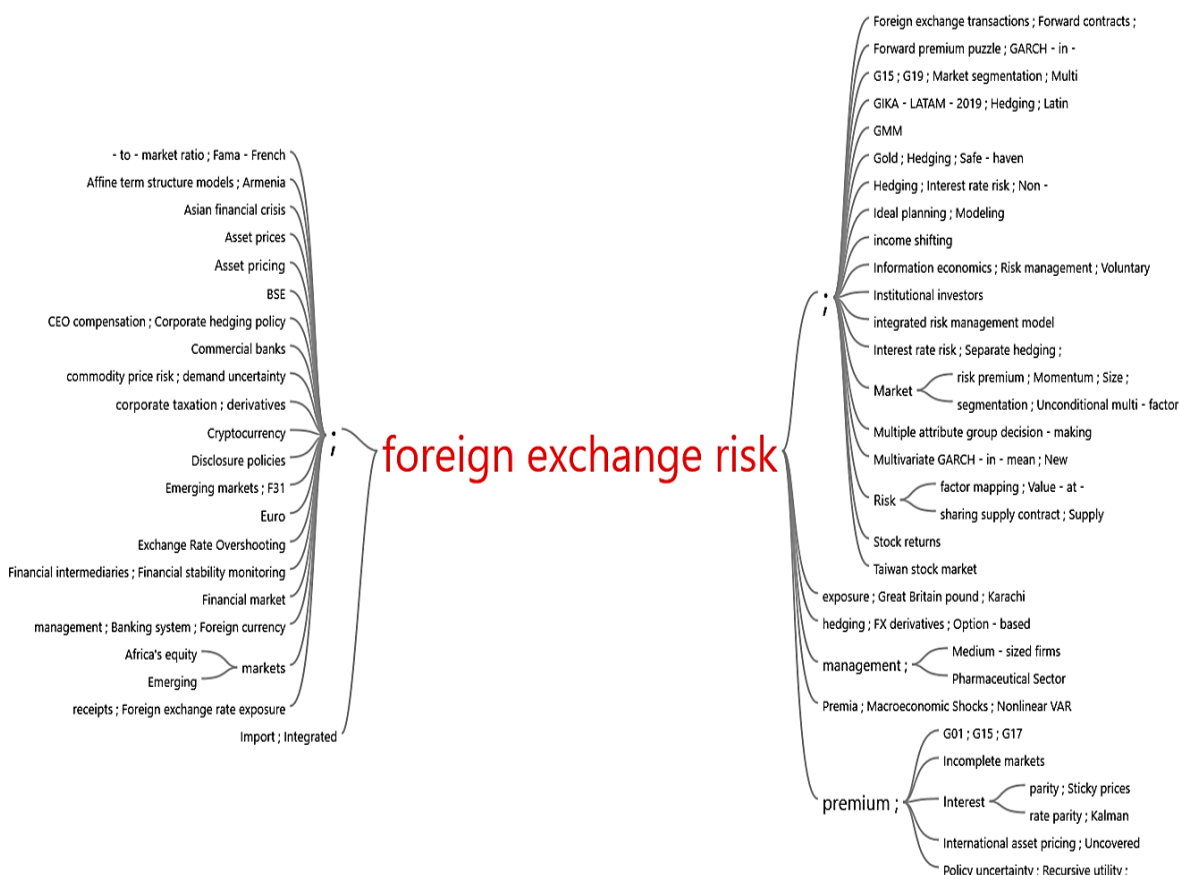 - to - market ratio ; Fama - French
Affine term structure models ; Armenia
Asian financial crisis
Asset prices
Asset pricing
BSE
CEO compensation ; Corporate hedging policy
Commercial banks
commodity price risk ; demand uncertainty
corporate taxation ; derivatives
Cryptocurrency
Disclosure policies
Emerging markets ; F31
Euro
Exchange Rate Overshooting
Financial intermediaries ; Financial stability monitoring
Financial market
management ; Banking system ; Foreign currency
Africa's equity
Emerging
markets
receipts ; Foreign exchange rate exposure
;
Import ; Integrated
foreign exchange risk
;
Foreign exchange transactions ; Forward contracts ;
Forward premium puzzle ; GARCH - in -
G15 ; G19 ; Market segmentation ; Multi
GIKA - LATAM - 2019 ; Hedging ; Latin
GMM
Gold ; Hedging ; Safe - haven
Hedging ; Interest rate risk ; Non -
Ideal planning ; Modeling
income shifting
Information economics ; Risk management ; Voluntary
Institutional investors
integrated risk management model
Interest rate risk ; Separate hedging ;
Market
risk premium ; Momentum ; Size ;
segmentation ; Unconditional multi - factor
Multiple attribute group decision - making
Multivariate GARCH - in - mean ; New
Risk
factor mapping ; Value - at -
sharing supply contract ; Supply
Stock returns
Taiwan stock market
exposure ; Great Britain pound ; Karachi
hedging ; FX derivatives ; Option - based
management ;
Medium - sized firms
Pharmaceutical Sector
Premia ; Macroeconomic Shocks ; Nonlinear VAR
premium ;
G01 ; G15 ; G17
Incomplete markets
Interest
parity ; Sticky prices
rate parity ; Kalman
International asset pricing ; Uncovered
Policy uncertainty ; Recursive utility ;